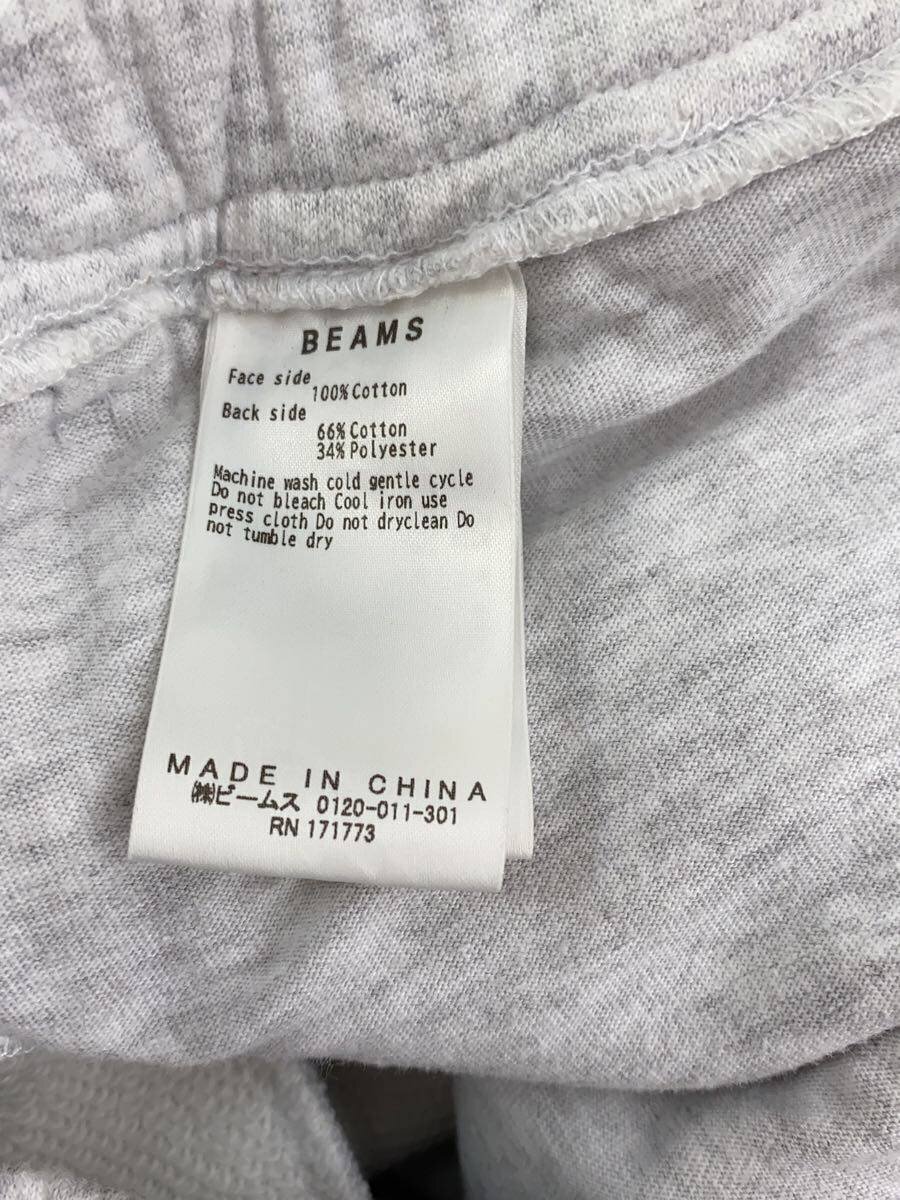 BEAMS
Face side
100% Cotton
Back side
66% Cotton
34% Polyester
Machine wash cold gentle cycle
Do not bleach Cool iron use
press cloth Do not dryclean Do
not tumble dry
MADE IN CHINA
㈱ビームス 0120-011-301
RN 171773